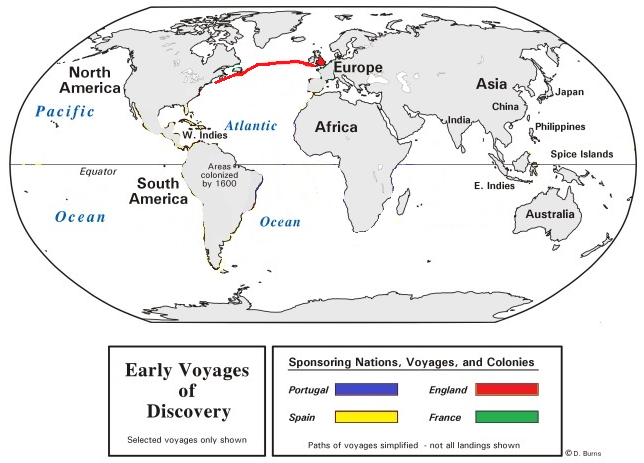 North
America
Europe
Asia
Japan
China
Pacific
Atlantic
Africa
India
Philippines
W. Indies
Spice Islands
Areas
colonized
by 1600
Equator
South
America
E. Indies
Ocean
Ocean
Australia
Early Voyages
of
Discovery
Selected voyages only shown
Sponsoring Nations, Voyages, and Colonies
Portugal
England
Spain
France
Paths of voyages simplified - not all landings shown
©D. Burns